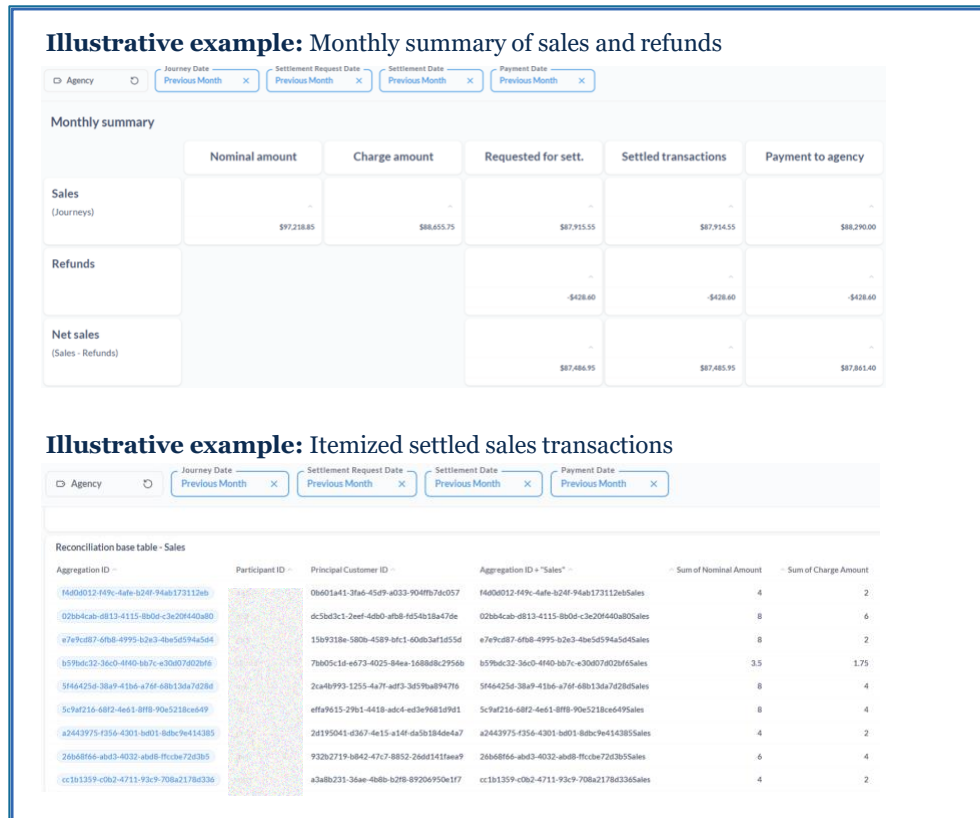 Illustrative example: Monthly summary of sales and refunds
Journey Date Settlement Request Date Settlement Date Payment Date
Agency Previous Month × Previous Month × Previous Month × Previous Month ×
Monthly summary
Nominal amount Charge amount Requested for sett. Settled transactions Payment to agency
Sales
(Journeys)
$97,218.85 $88,655.75 $87,915.55 $87,914.55 $88,290.00
Refunds
-$428.60 -$428.60 -$428.60
Net sales
(Sales - Refunds)
$87,486.95 $87,485.95 $87,861.40
Illustrative example: Itemized settled sales transactions
Journey Date Settlement Request Date Settlement Date Payment Date
Agency Previous Month × Previous Month × Previous Month × Previous Month ×
Reconciliation base table - Sales
Aggregation ID Participant ID Principal Customer ID Aggregation ID + "Sales" Sum of Nominal Amount Sum of Charge Amount
f4d0d012-f49c-4afe-b24f-94ab173112eb 0b601a41-3fa6-45d9-a033-904ffb7dc057 f4d0d012-f49c-4afe-b24f-94ab173112ebSales 4 2
02bb4cab-d813-4115-8b0d-c3e20f440a80 dc5bd3c1-2eef-4db0-afb8-fd54b18a47de 02bb4cab-d813-4115-8b0d-c3e20f440a80Sales 8 6
e7e9cd87-6fb8-4995-b2e3-4be5d594a5d4 15b9318e-580b-4589-bfc1-60db3af1d55d e7e9cd87-6fb8-4995-b2e3-4be5d594a5d4Sales 8 2
b59bdc32-36c0-4f40-bb7c-e30d07d02bf6 7bb05c1d-e673-4025-84ea-1688d8c2956b b59bdc32-36c0-4f40-bb7c-e30d07d02bf6Sales 3.5 1.75
5f46425d-38a9-41b6-a76f-68b13da7d28d 2ca4b993-1255-4a7f-adf3-3d59ba8947f6 5f46425d-38a9-41b6-a76f-68b13da7d28dSales 8 4
5c9af216-68f2-4e61-8ff8-90e5218ce649 effa9615-29b1-4418-adc4-ed3e9681d9d1 5c9af216-68f2-4e61-8ff8-90e5218ce649Sales 8 4
a2443975-f356-4301-bd01-8dbc9e414385 2d195041-d367-4e15-a14f-da5b184de4a7 a2443975-f356-4301-bd01-8dbc9e414385Sales 4 2
26b68f66-abd3-4032-abd8-ffccbe72d3b5 932b2719-b842-47c7-8852-26dd141faea9 26b68f66-abd3-4032-abd8-ffccbe72d3b5Sales 6 4
cc1b1359-c0b2-4711-93c9-708a2178d336 a3a8b231-36ae-4b8b-b2f8-89206950e1f7 cc1b1359-c0b2-4711-93c9-708a2178d336Sales 4 2